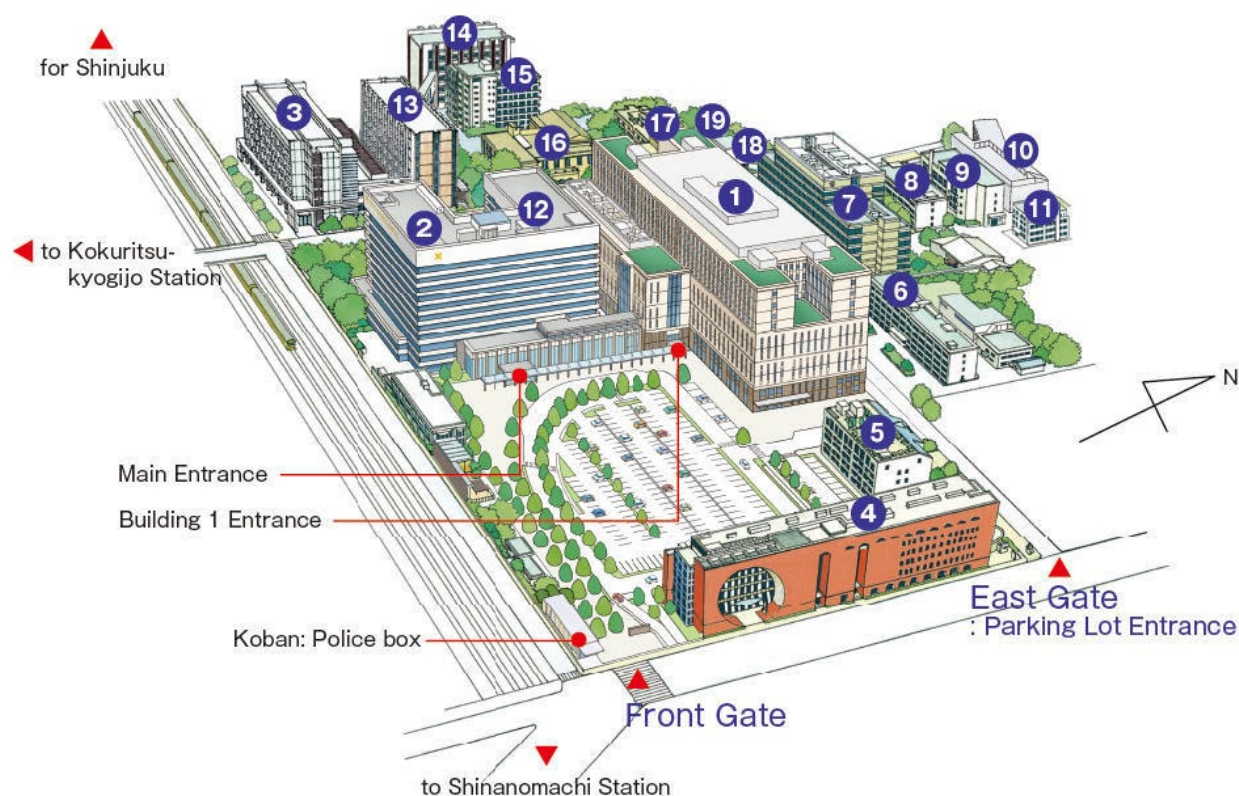 for Shinjuku
14
15
3
13
16
17
19
18
10
9
8
11
1
7
2
12
to Kokuritsu-
kyogijo Station
6
N
5
Main Entrance
Building 1 Entrance
4
East Gate
: Parking Lot Entrance
Koban: Police box
Front Gate
to Shinanomachi Station